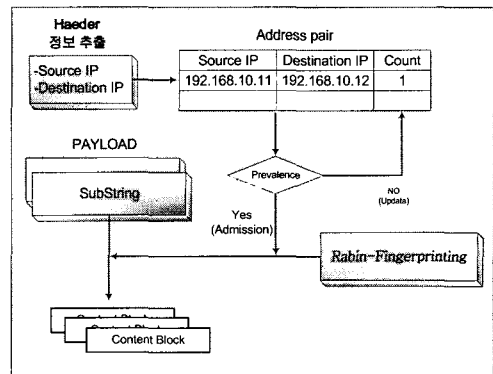 Haeder
정보 추출
-Source IP
-Destination IP
Address pair
Source IP Destination IP Count
192.168.10.11 192.168.10.12 1
PAYLOAD
SubString
Prevalence
NO
(Updata)
Yes
(Admission)
Rabin-Fingerprinting
Content Block